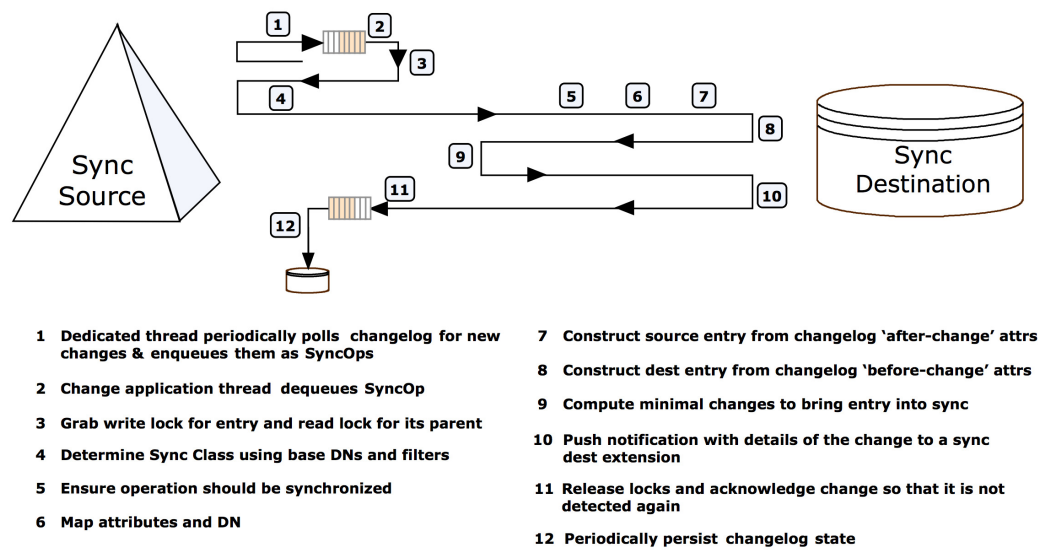 1
2
3
4
5
6
7
8
9
10
11
12
Sync
Source
Sync
Destination
1 Dedicated thread periodically polls changelog for new
changes & enqueues them as SyncOps
2 Change application thread dequeues SyncOp
3 Grab write lock for entry and read lock for its parent
4 Determine Sync Class using base DNs and filters
5 Ensure operation should be synchronized
6 Map attributes and DN
7 Construct source entry from changelog ‘after-change’ attrs
8 Construct dest entry from changelog ‘before-change’ attrs
9 Compute minimal changes to bring entry into sync
10 Push notification with details of the change to a sync
dest extension
11 Release locks and acknowledge change so that it is not
detected again
12 Periodically persist changelog state